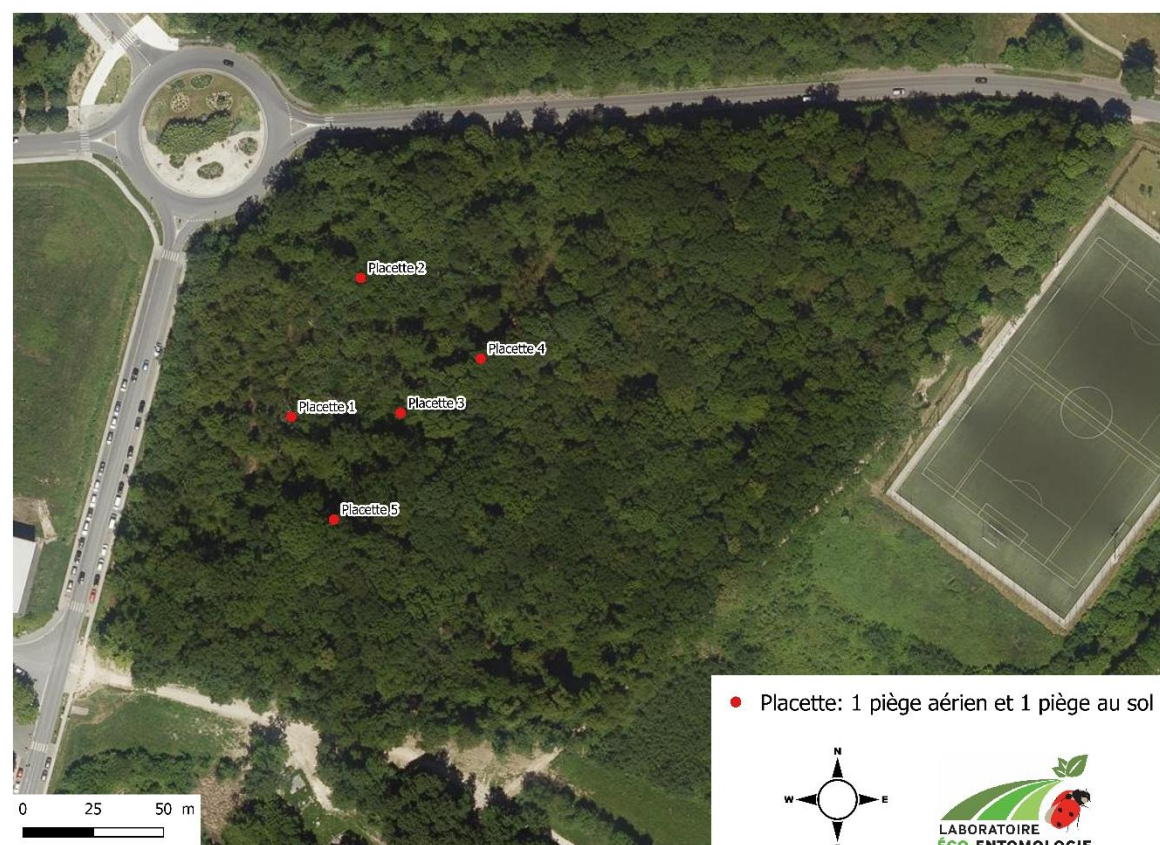 Placette 2
Placette 4
Placette 1
Placette 3
Placette 5
Placette: 1 piège aérien et 1 piège au sol
N
W E
0 25 50 m
LABORATOIRE
ÉCO-ENTOMOLOGIE